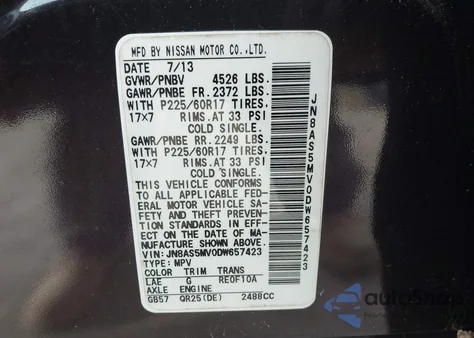 MFD BY NISSAN MOTOR CO.,LTD.
DATE 7/13
GVWR/PNBV 4526 LBS.
GAWR/PNBE FR.2372 LBS.
WITH P225/60R17 TIRES,
17×7 RIMS.AT 33 PSI
COLD SINGLE.
GAWR/PNBE RR.2249 LBS.
WITH P225/60R17 TIRES,
17×7 RIMS.AT 33 PSI
COLD SINGLE.
THIS VEHICLE CONFORMS
TO ALL APPLICABLE FED-
ERAL MOTOR VEHICLE SA-
FETY AND THEFT PREVEN-
TION STANDARDS IN EFF-
ECT ON THE DATE OF MA-
NUFACTURE SHOWN ABOVE.
VIN:JN8AS5MV0DW657423
TYPE:MPV
COLOR TRIM TRANS
LAE G RE0F10A
AXLE ENGINE
GB57 QR25(DE) 2488CC
JN8AS5MV0DW657423
autoSnap